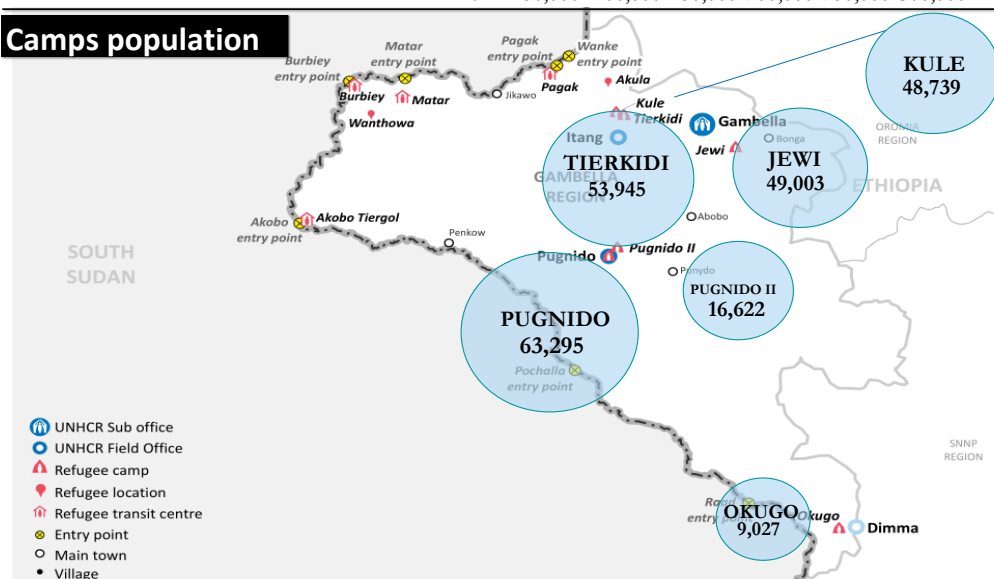 Camps population
Matar
entry point
Pagak
entry point
Wanke
entry point
Burbiey
entry point
KULE
48,739
Burbiey
Matar
Jikawo
Pagak
Akula
Wanthowa
Kule
Tierkidi
Gambella
OROMIA
REGION
Itang
Bonga
Jewi
TIERKIDI
53,945
GAMBELLA
REGION
JEWI
49,003
ETHIOPIA
Akobo
entry point
Akobo Tiergol
Abobo
Penkow
SOUTH
SUDAN
Pugnido
Pugnido II
Punydo
PUGNIDO II
16,622
PUGNIDO
63,295
Pochalla
entry point
UNHCR Sub office
UNHCR Field Office
Refugee camp
Refugee location
Refugee transit centre
Entry point
Main town
Village
SNNP
REGION
Raad
entry point
OKUGO
9,027
Okugo
Dimma